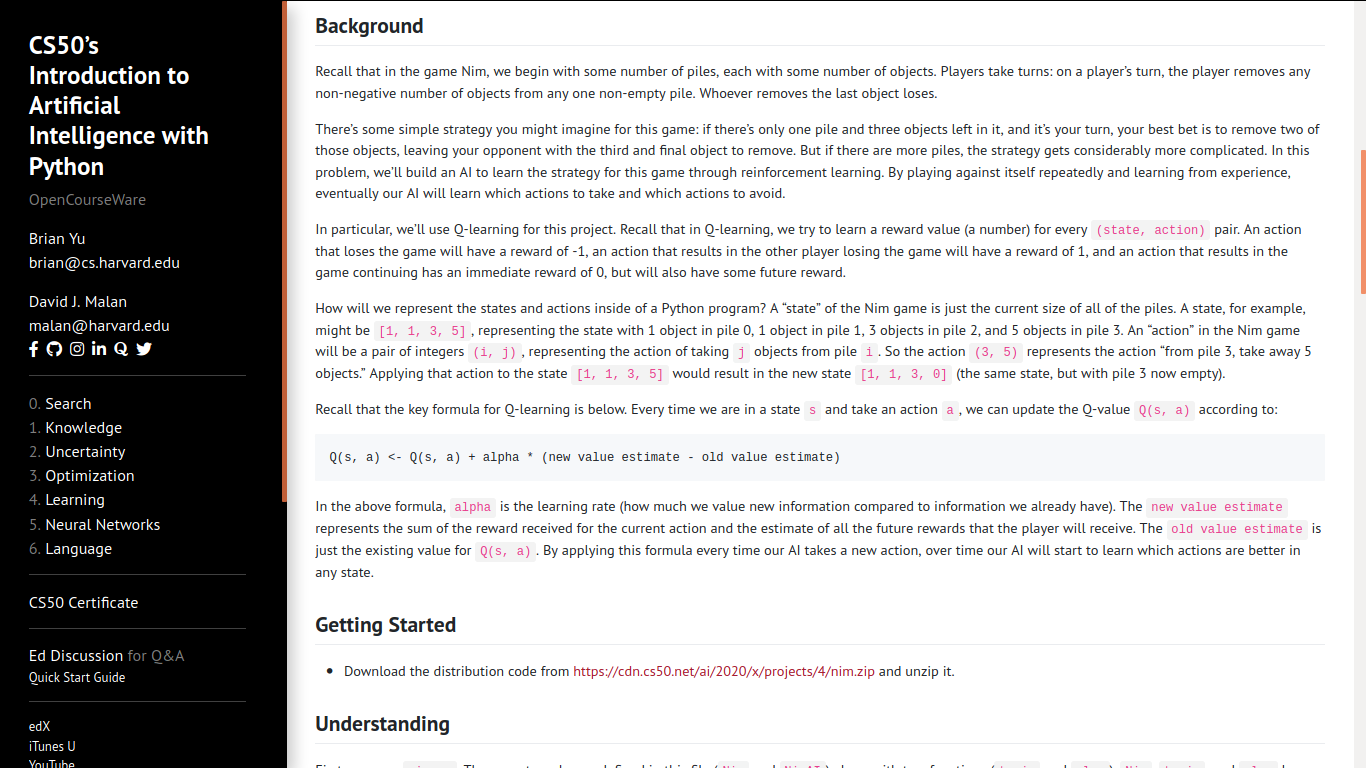 CS50’s
Introduction to
Artificial
Intelligence with
Python
OpenCourseWare
Brian Yu
brian@cs.harvard.edu
David J. Malan
malan@harvard.edu
0. Search
1. Knowledge
2. Uncertainty
3. Optimization
4. Learning
5. Neural Networks
6. Language
CS50 Certificate
Ed Discussion for Q&A
Quick Start Guide
edX
iTunes U
YouTube
Background
Recall that in the game Nim, we begin with some number of piles, each with some number of objects. Players take turns: on a player’s turn, the player removes any
non-negative number of objects from any one non-empty pile. Whoever removes the last object loses.
There’s some simple strategy you might imagine for this game: if there’s only one pile and three objects left in it, and it’s your turn, your best bet is to remove two of
those objects, leaving your opponent with the third and final object to remove. But if there are more piles, the strategy gets considerably more complicated. In this
problem, we’ll build an AI to learn the strategy for this game through reinforcement learning. By playing against itself repeatedly and learning from experience,
eventually our AI will learn which actions to take and which actions to avoid.
In particular, we’ll use Q-learning for this project. Recall that in Q-learning, we try to learn a reward value (a number) for every (state, action) pair. An action
that loses the game will have a reward of -1, an action that results in the other player losing the game will have a reward of 1, and an action that results in the
game continuing has an immediate reward of 0, but will also have some future reward.
How will we represent the states and actions inside of a Python program? A “state” of the Nim game is just the current size of all of the piles. A state, for example,
might be [1, 1, 3, 5], representing the state with 1 object in pile 0, 1 object in pile 1, 3 objects in pile 2, and 5 objects in pile 3. An “action” in the Nim game
will be a pair of integers (i, j), representing the action of taking j objects from pile i. So the action (3, 5) represents the action “from pile 3, take away 5
objects.” Applying that action to the state [1, 1, 3, 5] would result in the new state [1, 1, 3, 0] (the same state, but with pile 3 now empty).
Recall that the key formula for Q-learning is below. Every time we are in a state s and take an action a, we can update the Q-value Q(s, a) according to:
Q(s, a) <- Q(s, a) + alpha * (new value estimate - old value estimate)
In the above formula, alpha is the learning rate (how much we value new information compared to information we already have). The new value estimate
represents the sum of the reward received for the current action and the estimate of all the future rewards that the player will receive. The old value estimate is
just the existing value for Q(s, a). By applying this formula every time our AI takes a new action, over time our AI will start to learn which actions are better in
any state.
Getting Started
• Download the distribution code from https://cdn.cs50.net/ai/2020/x/projects/4/nim.zip and unzip it.
Understanding